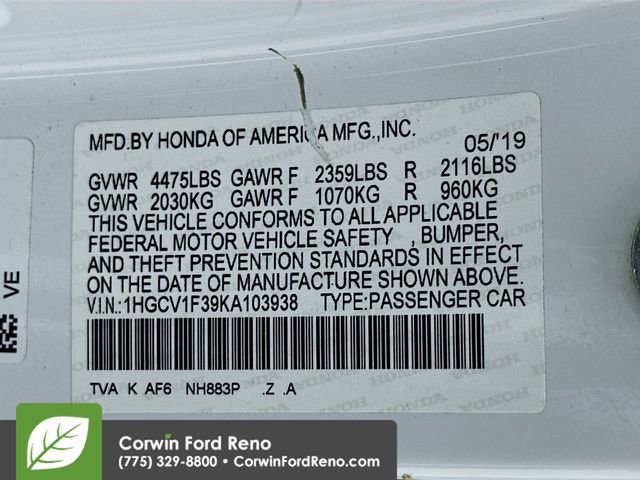 MFD.BY HONDA OF AMERICA MFG.,INC. 05/'19
GVWR 4475LBS GAWR F 2359LBS R 2116LBS
GVWR 2030KG GAWR F 1070KG R 960KG
THIS VEHICLE CONFORMS TO ALL APPLICABLE
FEDERAL MOTOR VEHICLE SAFETY , BUMPER,
AND THEFT PREVENTION STANDARDS IN EFFECT
ON THE DATE OF MANUFACTURE SHOWN ABOVE.
V.I.N.:1HGCV1F39KA103938 TYPE:PASSENGER CAR
TVA K AF6 NH883P .Z .A
VE
Corwin Ford Reno
(775) 329-8800 • CorwinFordReno.com